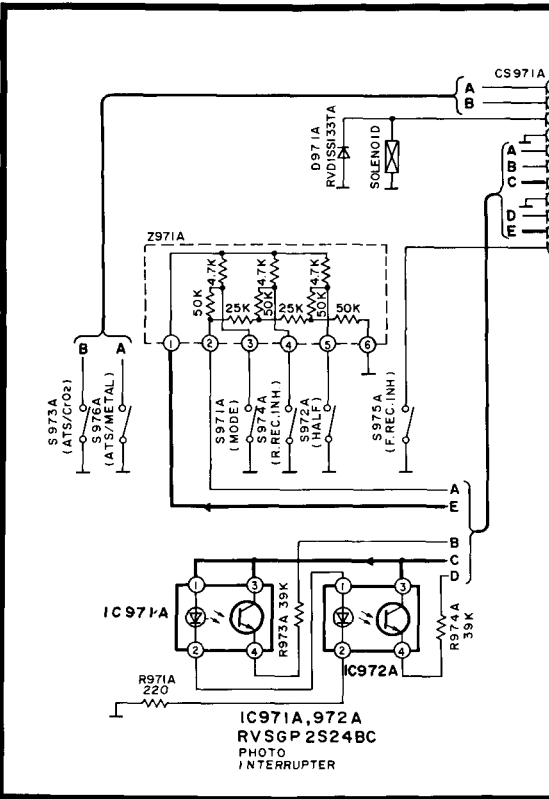 CS971A
A
B
D971A
RVD1SS133TA
SOLENOID
A
B
C
D
E
Z971A
4.7K
4.7K
4.7K
50K
50K
50K
25K
25K
50K
1
2
3
4
5
6
B
A
S973A
(ATS/CrO2)
S976A
(ATS/METAL)
S971A
(MODE)
S974A
(R.REC.INH.)
S972A
(HALF)
S975A
(F.REC.INH)
A
E
B
C
D
IC971A
1
3
2
4
R973A 39K
1
3
2
4
IC972A
R974A
39K
R971A
220
IC971A,972A
RVSGP2S24BC
PHOTO
INTERRUPTER